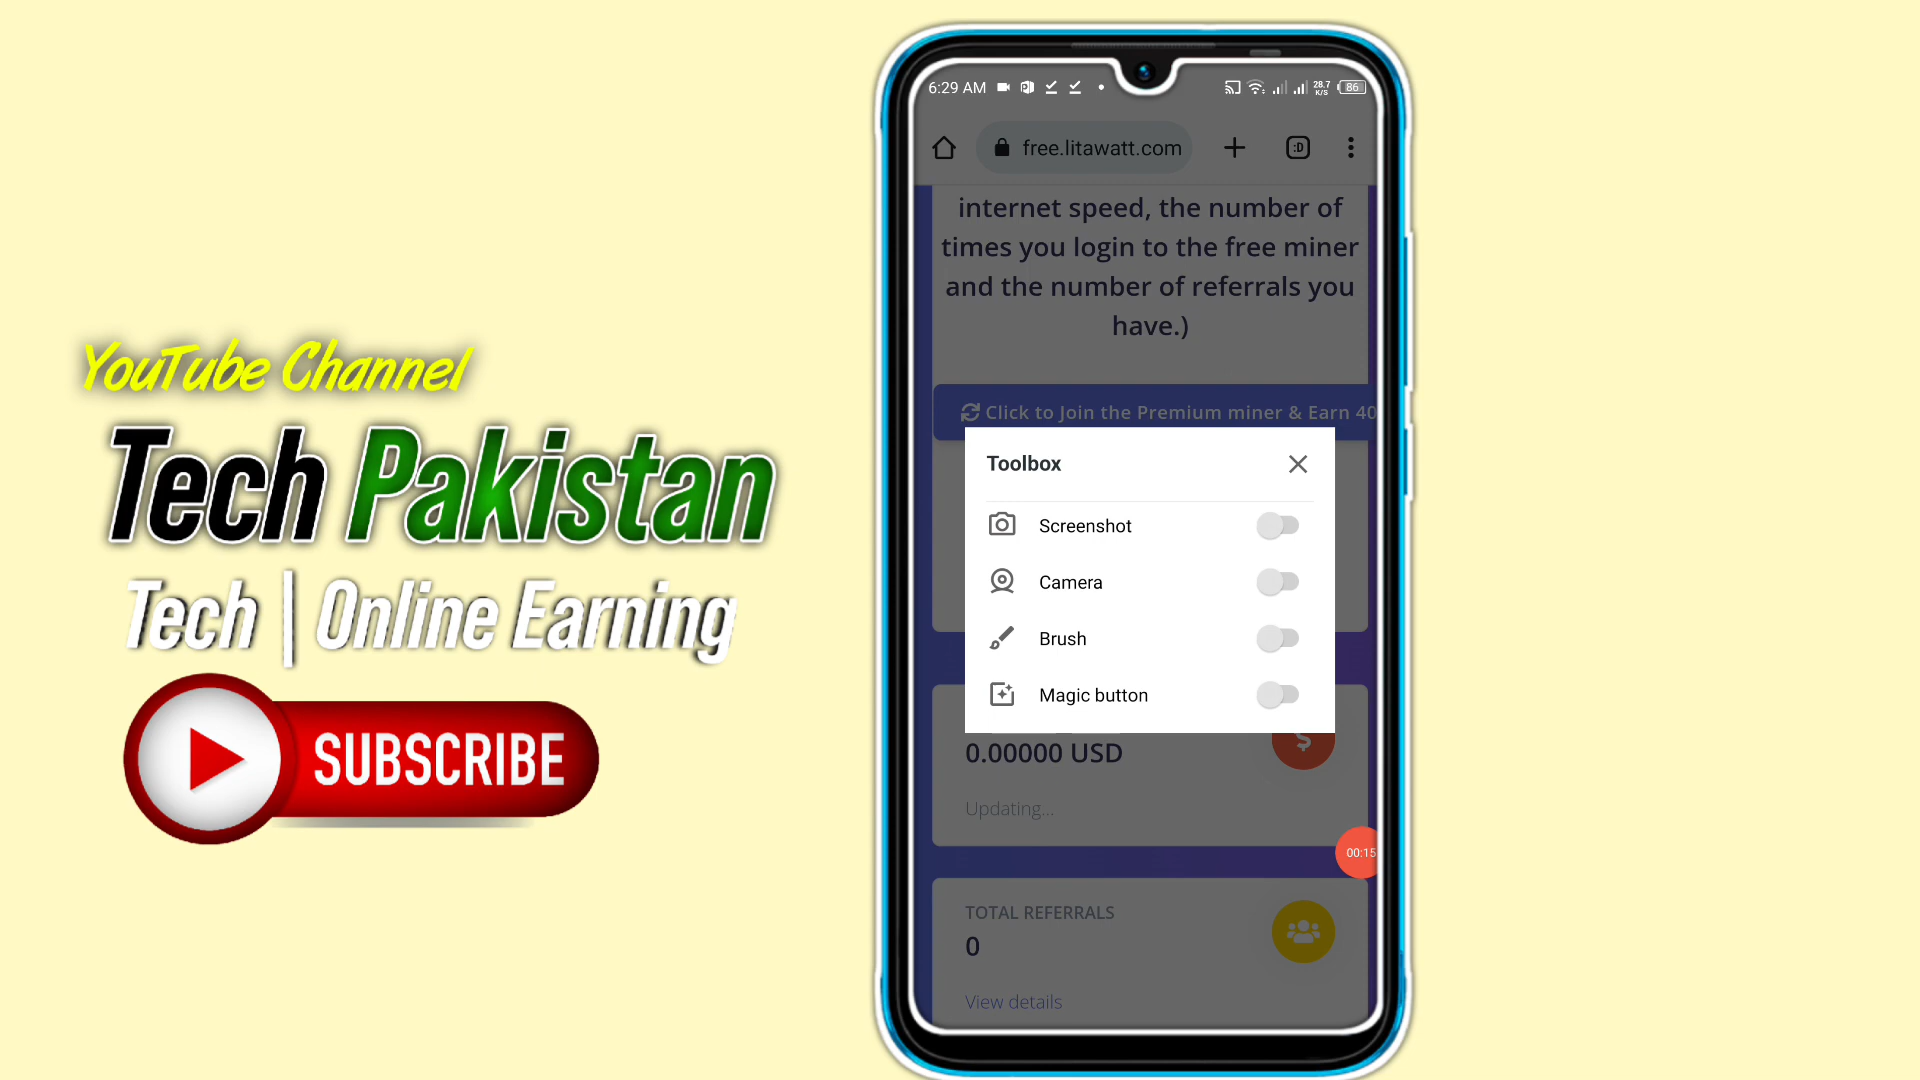 YouTube Channel
Tech Pakistan
Tech | Online Earning
SUBSCRIBE
6:29 AM
28.7
K/S
86
free.litawatt.com
:D
internet speed, the number of
times you login to the free miner
and the number of referrals you
have.)
Click to Join the Premium miner & Earn 40
Toolbox
Screenshot
Camera
Brush
Magic button
0.00000 USD
$
Updating...
00:15
TOTAL REFERRALS
0
View details